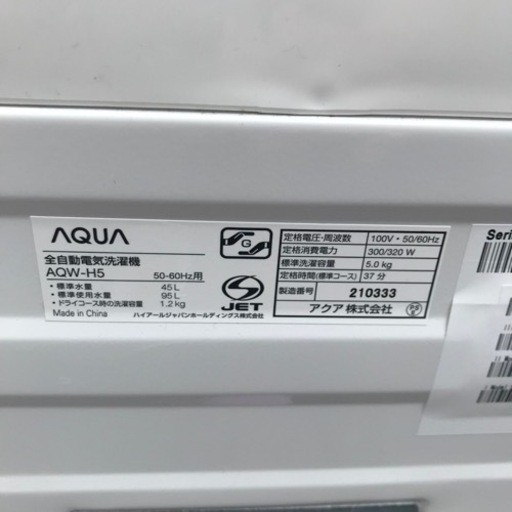 AQUA
全自動電気洗濯機
AQW-H5 50-60Hz用
・標準水量 45L
・標準使用水量 95L
・ドライコース時の洗濯容量 1.2kg
Made in China ハイアールジャパンホールディングス株式会社
G
S
JET
定格電圧・周波数 100V・50/60Hz
定格消費電力 300/320 W
標準洗濯容量 5.0 kg
定格時間(標準コース) 37分
製造番号 210333
アクア 株式会社
Seri